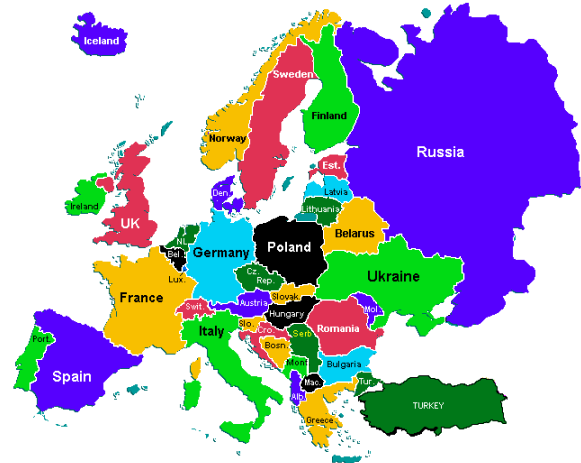 Iceland
Sweden
Finland
Norway
Russia
Est.
Den.
Latvia
Lithuania
Ireland
UK
Belarus
NL
Germany
Poland
Bel.
Lux.
Cz.
Rep.
Ukraine
France
Slovak.
Austria
Swit.
Hungary
Mol.
Italy
Slo.
Cro.
Serb
Romania
Port.
Bosn.
Spain
Mont
Bulgaria
Mac.
Tur.
Alb.
TURKEY
Greece